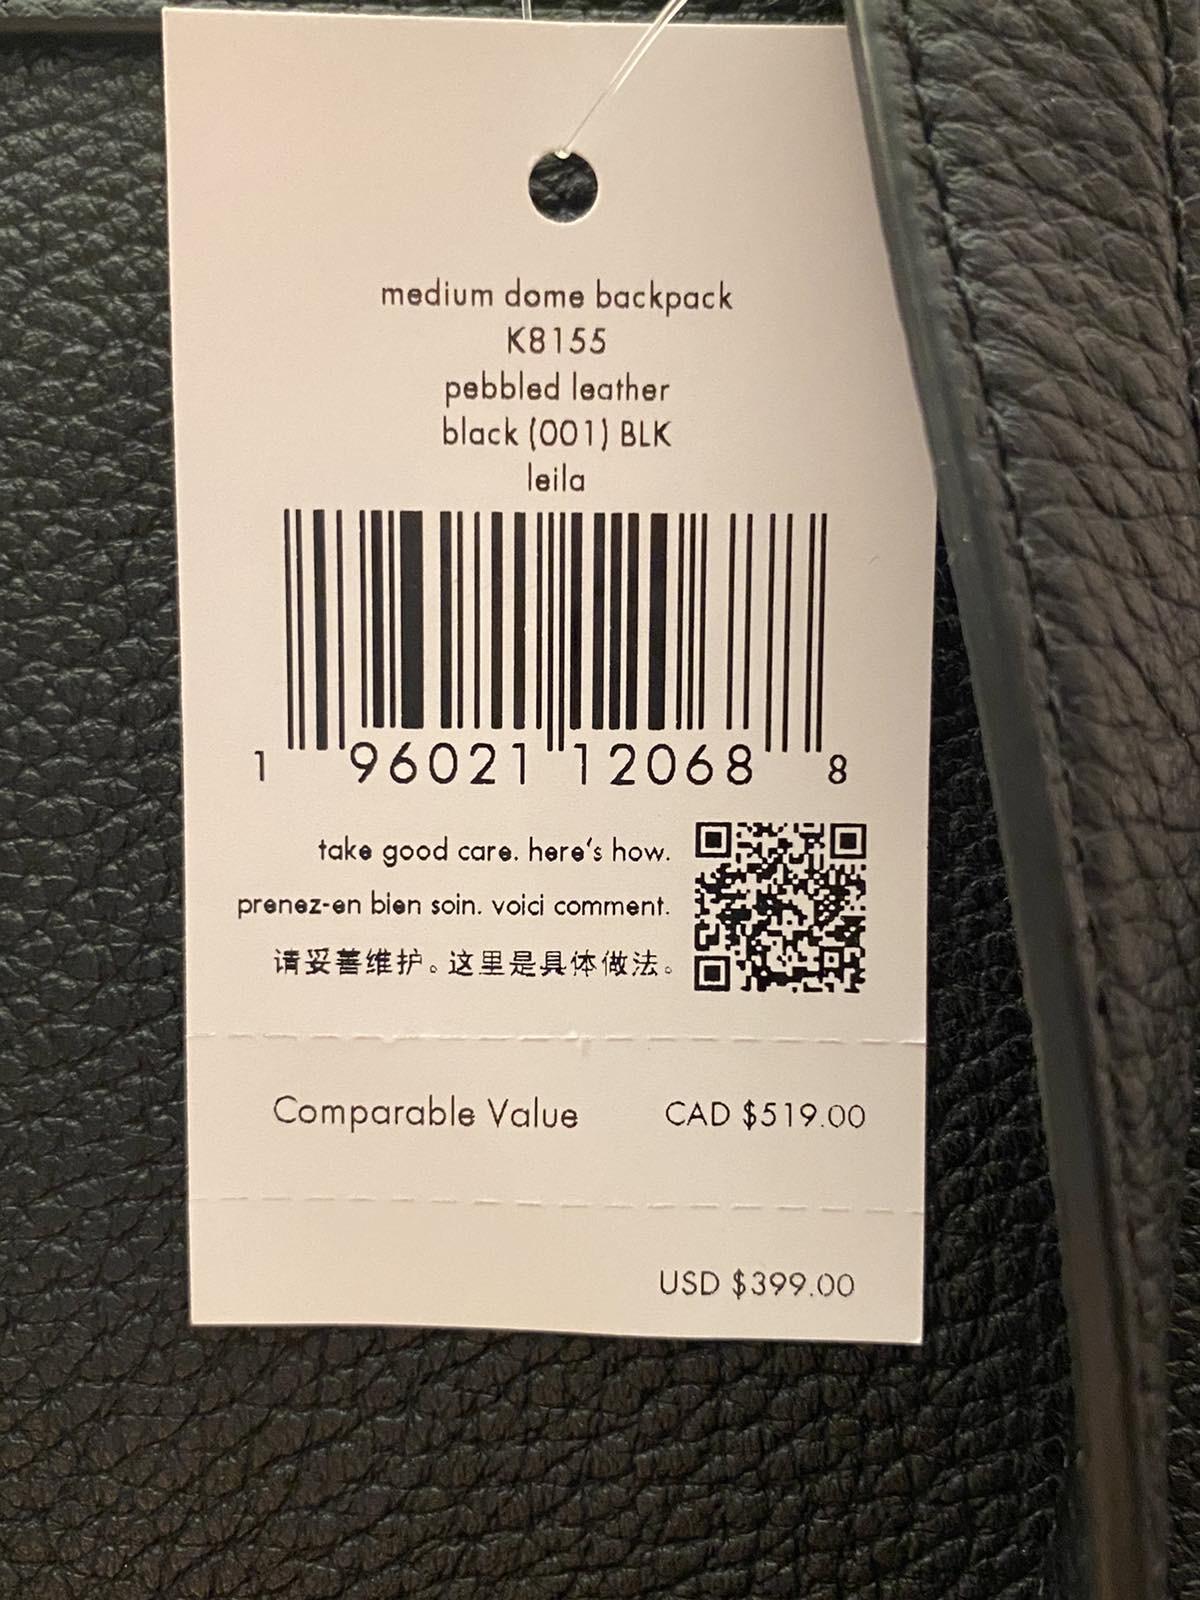 medium dome backpack
K8155
pebbled leather
black (001) BLK
leila
1 96021 12068 8
take good care. here's how.
prenez-en bien soin. voici comment.
请妥善维护。这里是具体做法。
Comparable Value CAD $519.00
USD $399.00